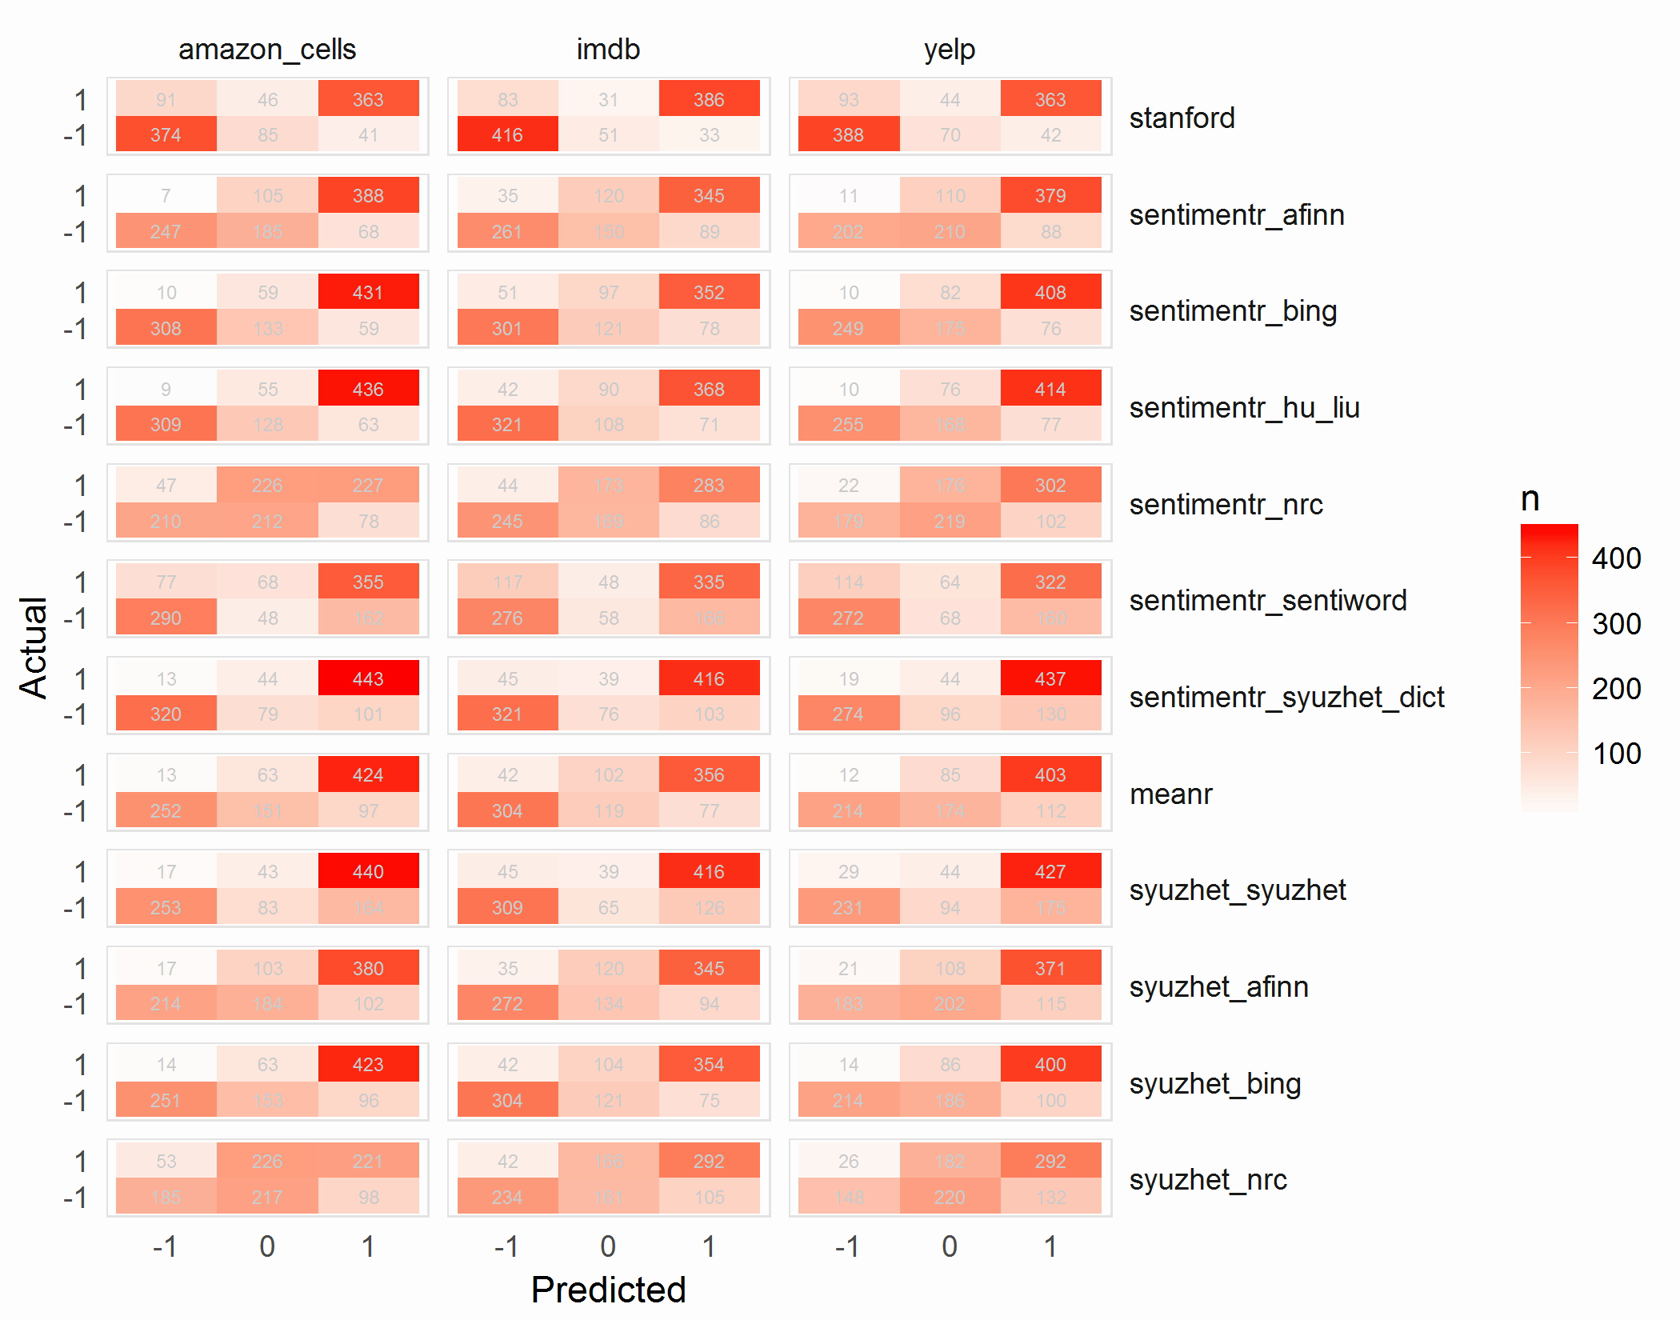 amazon_cells imdb yelp
1 91 46 363 83 31 386 93 44 363
-1 374 85 41 416 51 33 388 70 42
stanford
1 7 105 388 35 120 345 11 110 379
-1 247 185 68 261 150 89 202 210 88
sentimentr_afinn
1 10 59 431 51 97 352 10 82 408
-1 308 133 59 301 121 78 249 175 76
sentimentr_bing
1 9 55 436 42 90 368 10 76 414
-1 309 128 63 321 108 71 255 168 77
sentimentr_hu_liu
1 47 226 227 44 173 283 22 176 302
-1 210 212 78 245 169 86 179 219 102
sentimentr_nrc
1 77 68 355 117 48 335 114 64 322
-1 290 48 162 276 58 166 272 68 160
sentimentr_sentiword
1 13 44 443 45 39 416 19 44 437
-1 320 79 101 321 76 103 274 96 130
sentimentr_syuzhet_dict
1 13 63 424 42 102 356 12 85 403
-1 252 151 97 304 119 77 214 174 112
meanr
1 17 43 440 45 39 416 29 44 427
-1 253 83 164 309 65 126 231 94 175
syuzhet_syuzhet
1 17 103 380 35 120 345 21 108 371
-1 214 184 102 272 134 94 183 202 115
syuzhet_afinn
1 14 63 423 42 104 354 14 86 400
-1 251 153 96 304 121 75 214 186 100
syuzhet_bing
1 53 226 221 42 166 292 26 182 292
-1 185 217 98 234 161 105 148 220 132
syuzhet_nrc
-1 0 1 -1 0 1 -1 0 1
Predicted
Actual
n
400
300
200
100